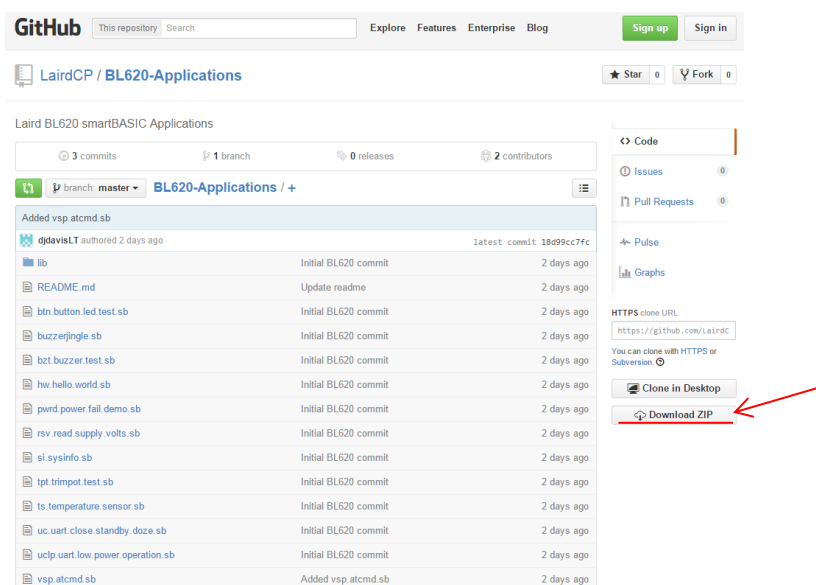 GitHub This repository Search Explore Features Enterprise Blog Sign up Sign in
LairdCP / BL620-Applications Star 0 Fork 0
Laird BL620 smartBASIC Applications
3 commits 1 branch 0 releases 2 contributors
branch: master BL620-Applications / +
Added vsp.atcmd.sb
djdavisLT authored 2 days ago latest commit 18d99cc7fc
lib Initial BL620 commit 2 days ago
README.md Update readme 2 days ago
btn.button.led.test.sb Initial BL620 commit 2 days ago
buzzerjingle.sb Initial BL620 commit 2 days ago
bzt.buzzer.test.sb Initial BL620 commit 2 days ago
hw.hello.world.sb Initial BL620 commit 2 days ago
pwrd.power.fail.demo.sb Initial BL620 commit 2 days ago
rsv.read.supply.volts.sb Initial BL620 commit 2 days ago
si.sysinfo.sb Initial BL620 commit 2 days ago
tpt.trimpot.test.sb Initial BL620 commit 2 days ago
ts.temperature.sensor.sb Initial BL620 commit 2 days ago
uc.uart.close.standby.doze.sb Initial BL620 commit 2 days ago
uclp.uart.low.power.operation.sb Initial BL620 commit 2 days ago
vsp.atcmd.sb Added vsp.atcmd.sb 2 days ago
Code
Issues 0
Pull Requests 0
Pulse
Graphs
HTTPS clone URL
https://github.com/LairdC
You can clone with HTTPS or
Subversion.
Clone in Desktop
Download ZIP